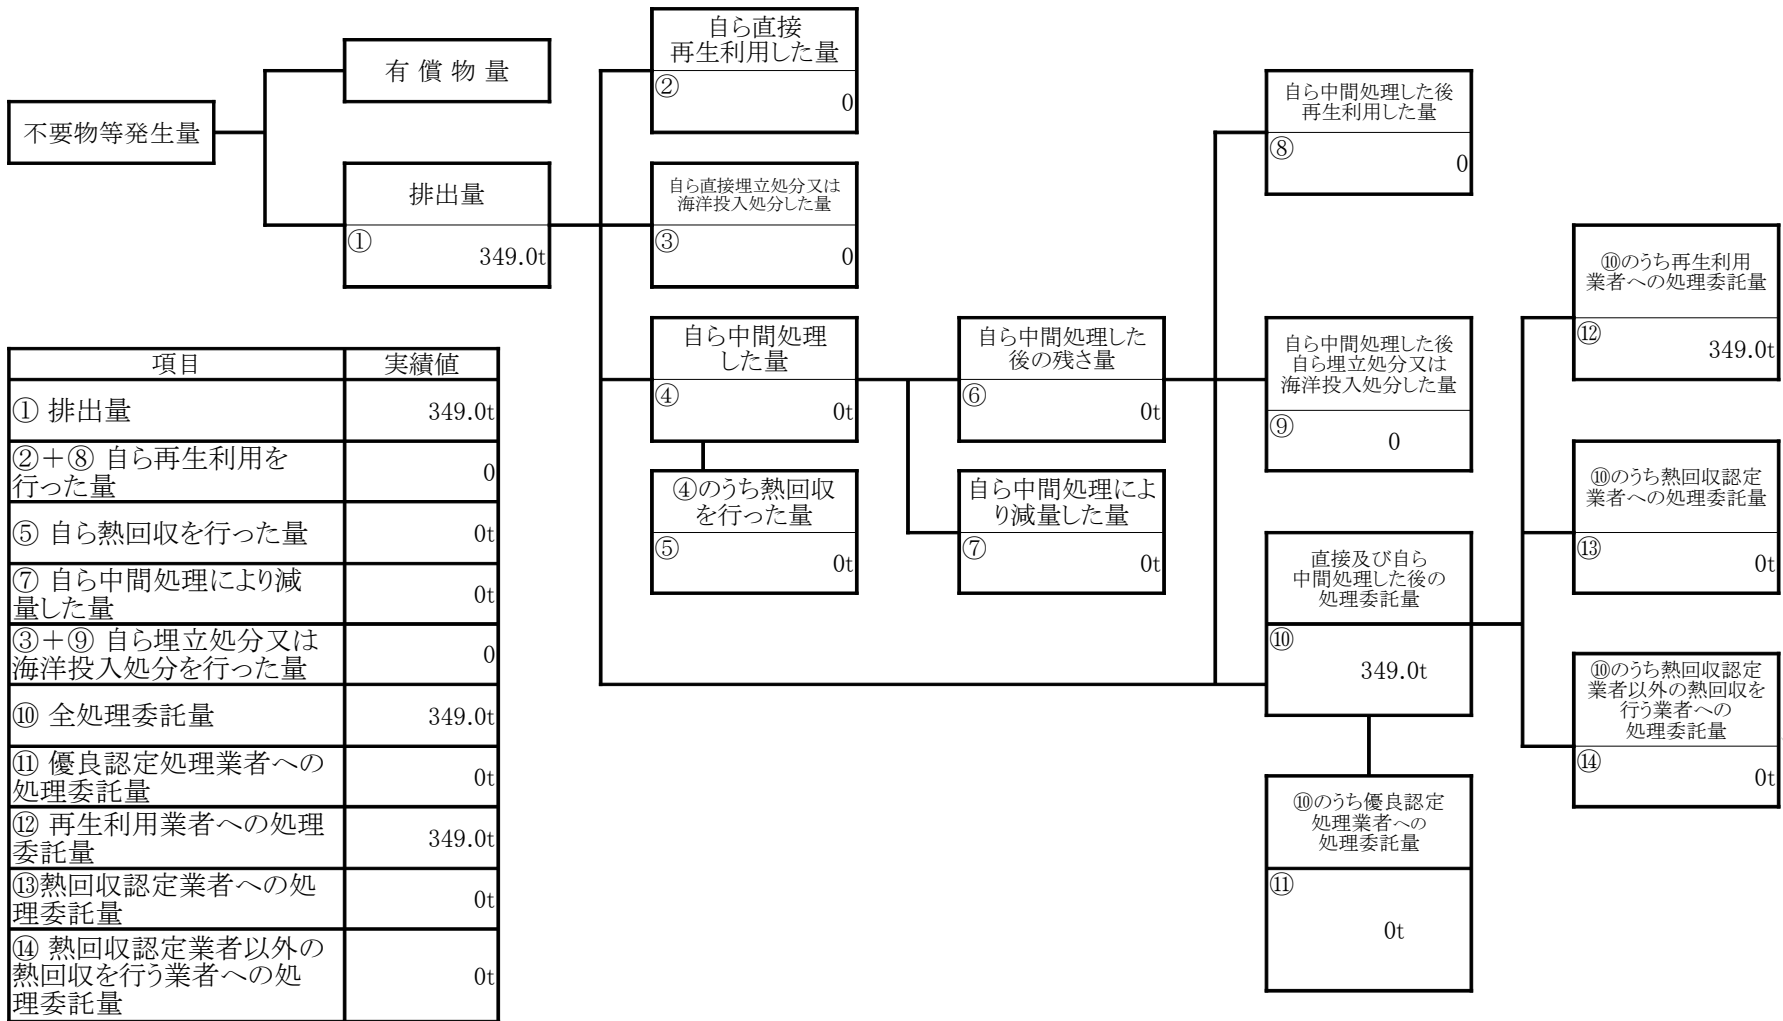 不要物等発生量
有 償 物 量
排出量
①
349.0t
自ら直接
再生利用した量
②
0
自ら直接埋立処分又は
海洋投入処分した量
③
0
自ら中間処理
した量
④
0t
④のうち熱回収
を行った量
⑤
0t
自ら中間処理した
後の残さ量
⑥
0t
自ら中間処理によ
り減量した量
⑦
0t
自ら中間処理した後
再生利用した量
⑧
0
自ら中間処理した後
自ら埋立処分又は
海洋投入処分した量
⑨
0
直接及び自ら
中間処理した後の
処理委託量
⑩
349.0t
⑩のうち優良認定
処理業者への
処理委託量
⑪
0t
⑩のうち再生利用
業者への処理委託量
⑫
349.0t
⑩のうち熱回収認定
業者への処理委託量
⑬
0t
⑩のうち熱回収認定
業者以外の熱回収を
行う業者への
処理委託量
⑭
0t
項目 実績値
① 排出量 349.0t
②＋⑧ 自ら再生利用を
行った量 0
⑤ 自ら熱回収を行った量 0t
⑦ 自ら中間処理により減
量した量 0t
③＋⑨ 自ら埋立処分又は
海洋投入処分を行った量 0
⑩ 全処理委託量 349.0t
⑪ 優良認定処理業者への
処理委託量 0t
⑫ 再生利用業者への処理
委託量 349.0t
⑬熱回収認定業者への処
理委託量 0t
⑭ 熱回収認定業者以外の
熱回収を行う業者への処
理委託量 0t